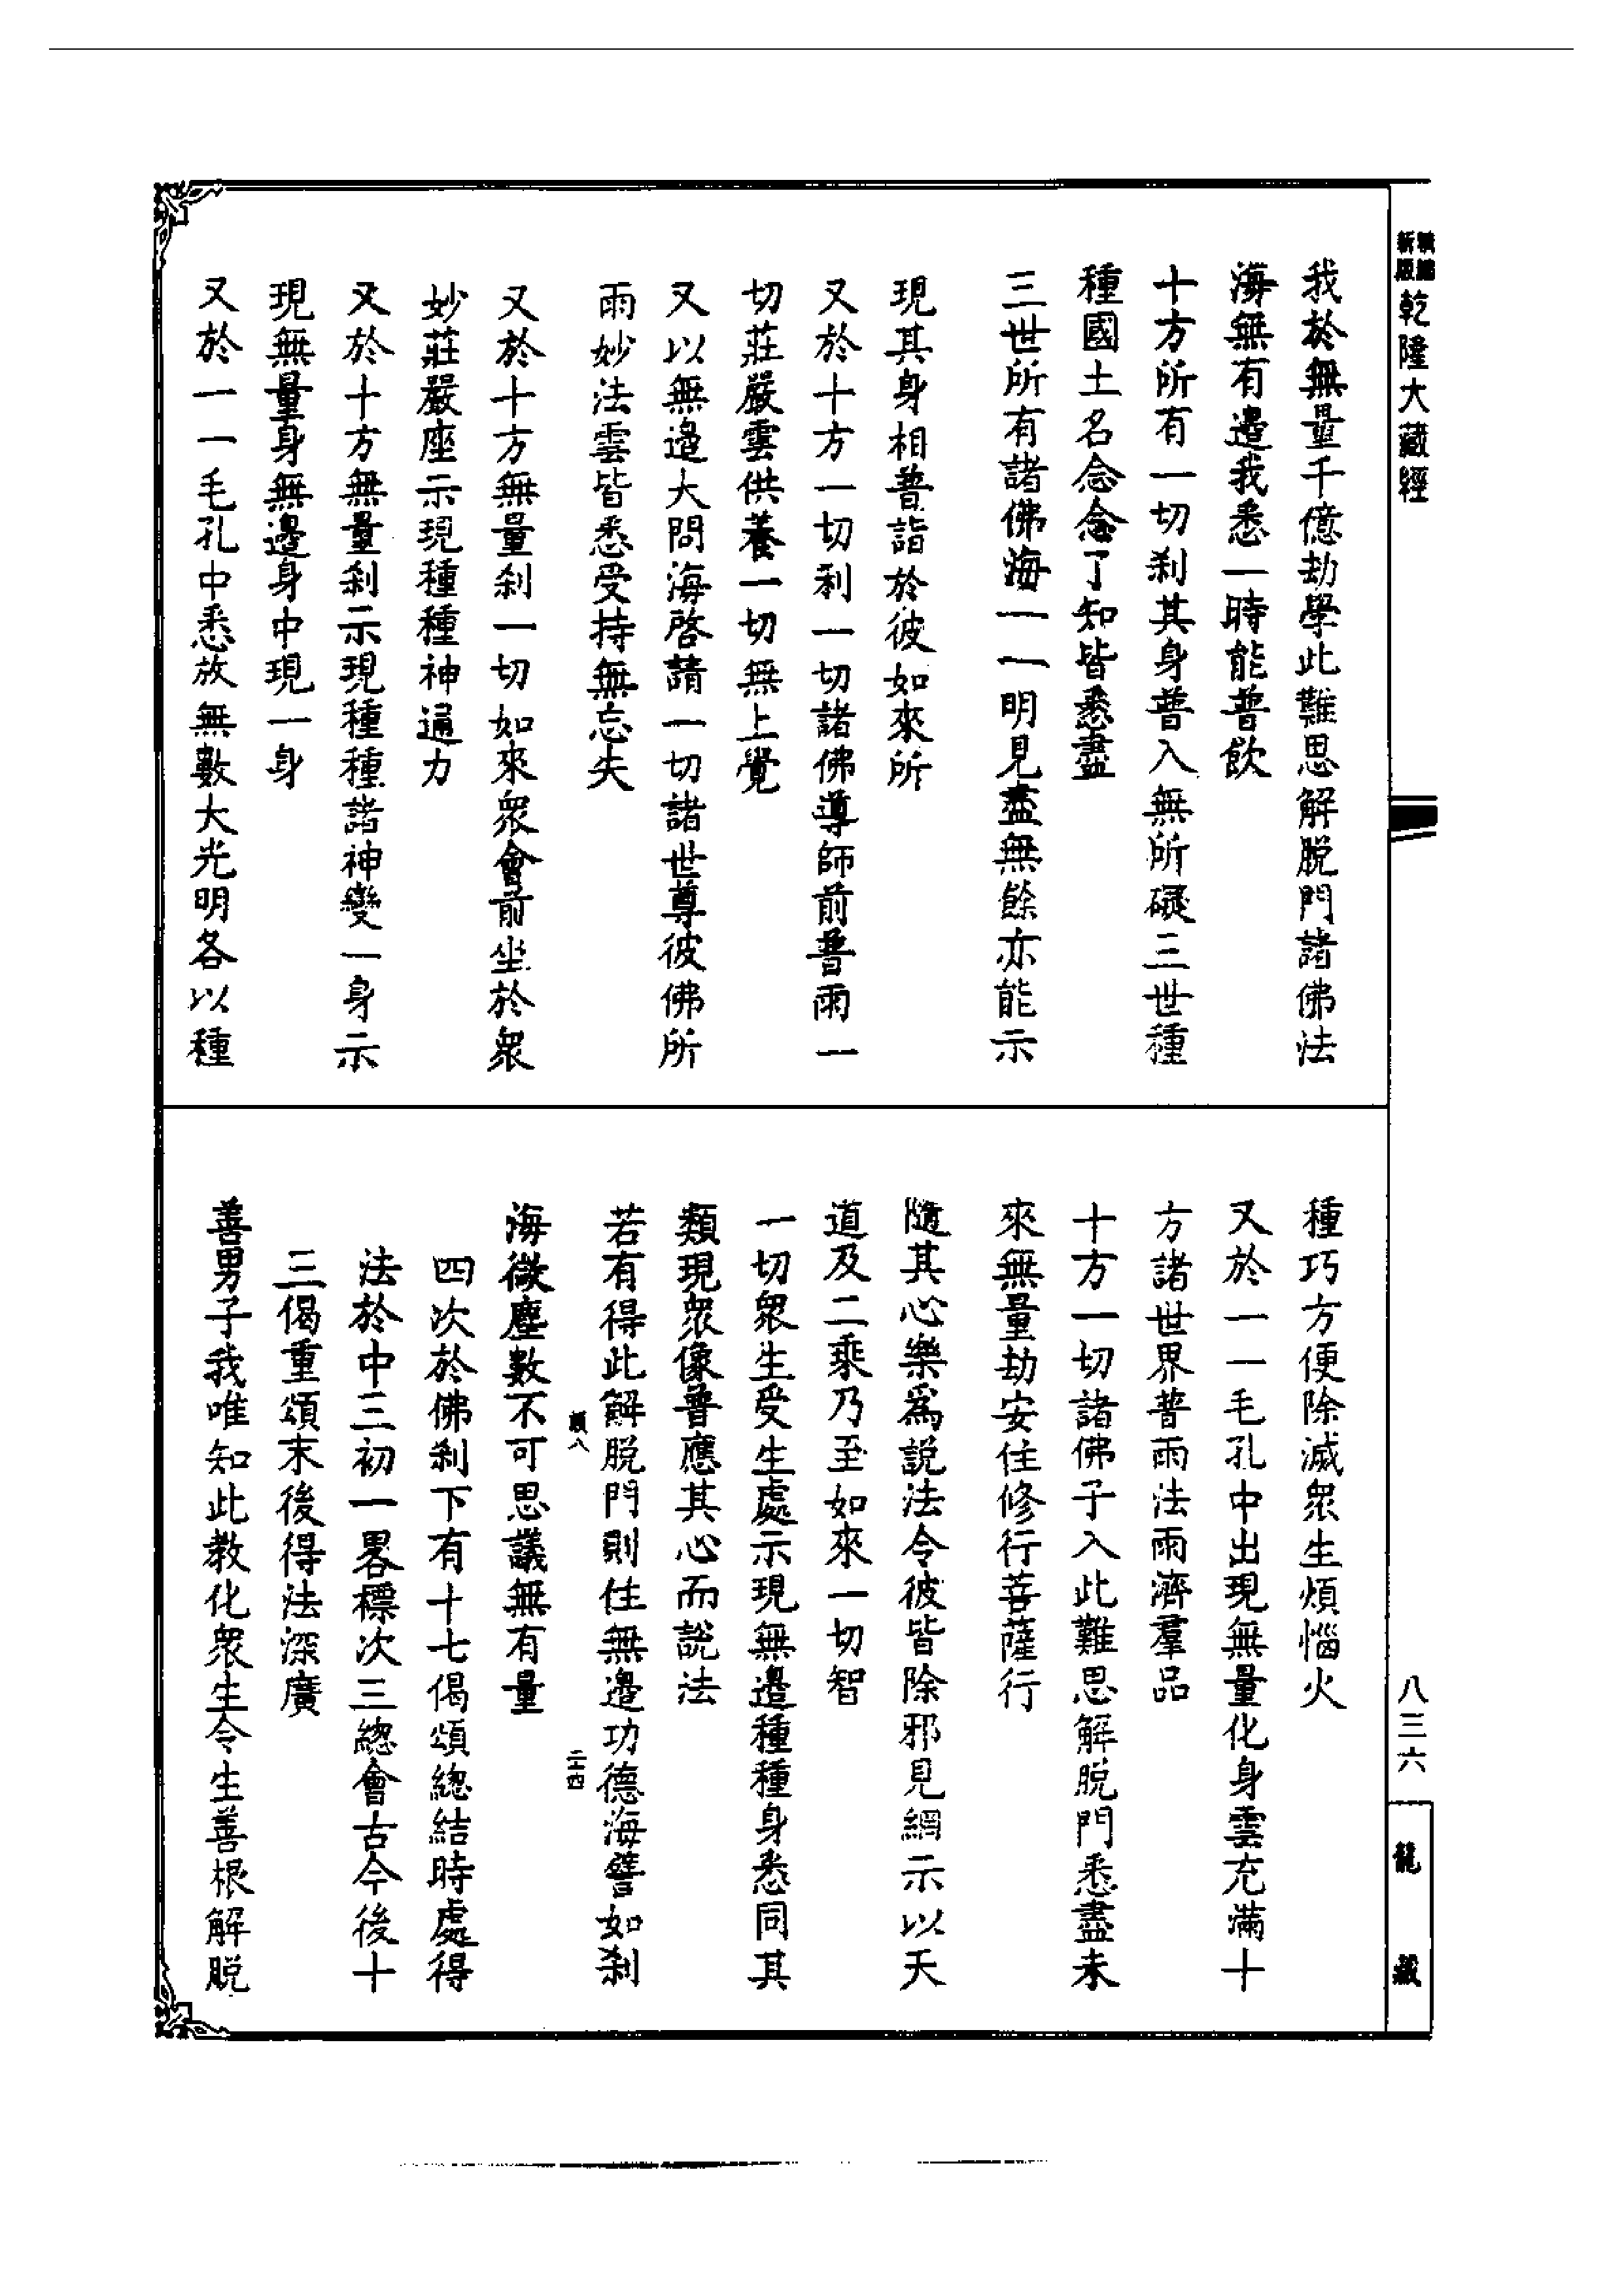 新版
精編
乾隆大藏經
我於無量千億劫學此難思解脫門諸佛法
海無有邊我悉一時能普飲
十方所有一切刹其身普入無所礙三世種
種國土名念念了知皆悉盡
三世所有諸佛海一一明見盡無餘亦能示
現其身相普詣於彼如來所
又於十方一切刹一切諸佛導師前普雨一
切莊嚴雲供養一切無上覺
又以無邊大問海啓請一切諸世尊彼佛所
雨妙法雲皆悉受持無忘失
又於十方無量刹一切如來衆會前坐於衆
妙莊嚴座示現種種神通力
又於十方無量刹示現種種諸神變一身示
現無量身無邊身中現一身
又於一一毛孔中悉放無數大光明各以種
種巧方便除滅衆生煩惱火
又於一一毛孔中出現無量化身雲充滿十
方諸世界普雨法雨濟羣品
十方一切諸佛子入此難思解脫門悉盡未
來無量劫安住修行菩薩行
隨其心樂爲說法令彼皆除邪見網示以天
道及二乘乃至如來一切智
一切衆生受生處示現無邊種種身悉同其
類現衆像普應其心而說法
若有得此解脫門則住無邊功德海譬如刹
海微塵數不可思議無有量
四次於佛刹下有十七偈頌總結時處得
法於中三初一畧標次三總會古今後十
三偈重頌末後得法深廣
善男子我唯知此教化衆生令生善根解脫
八三六
龍藏